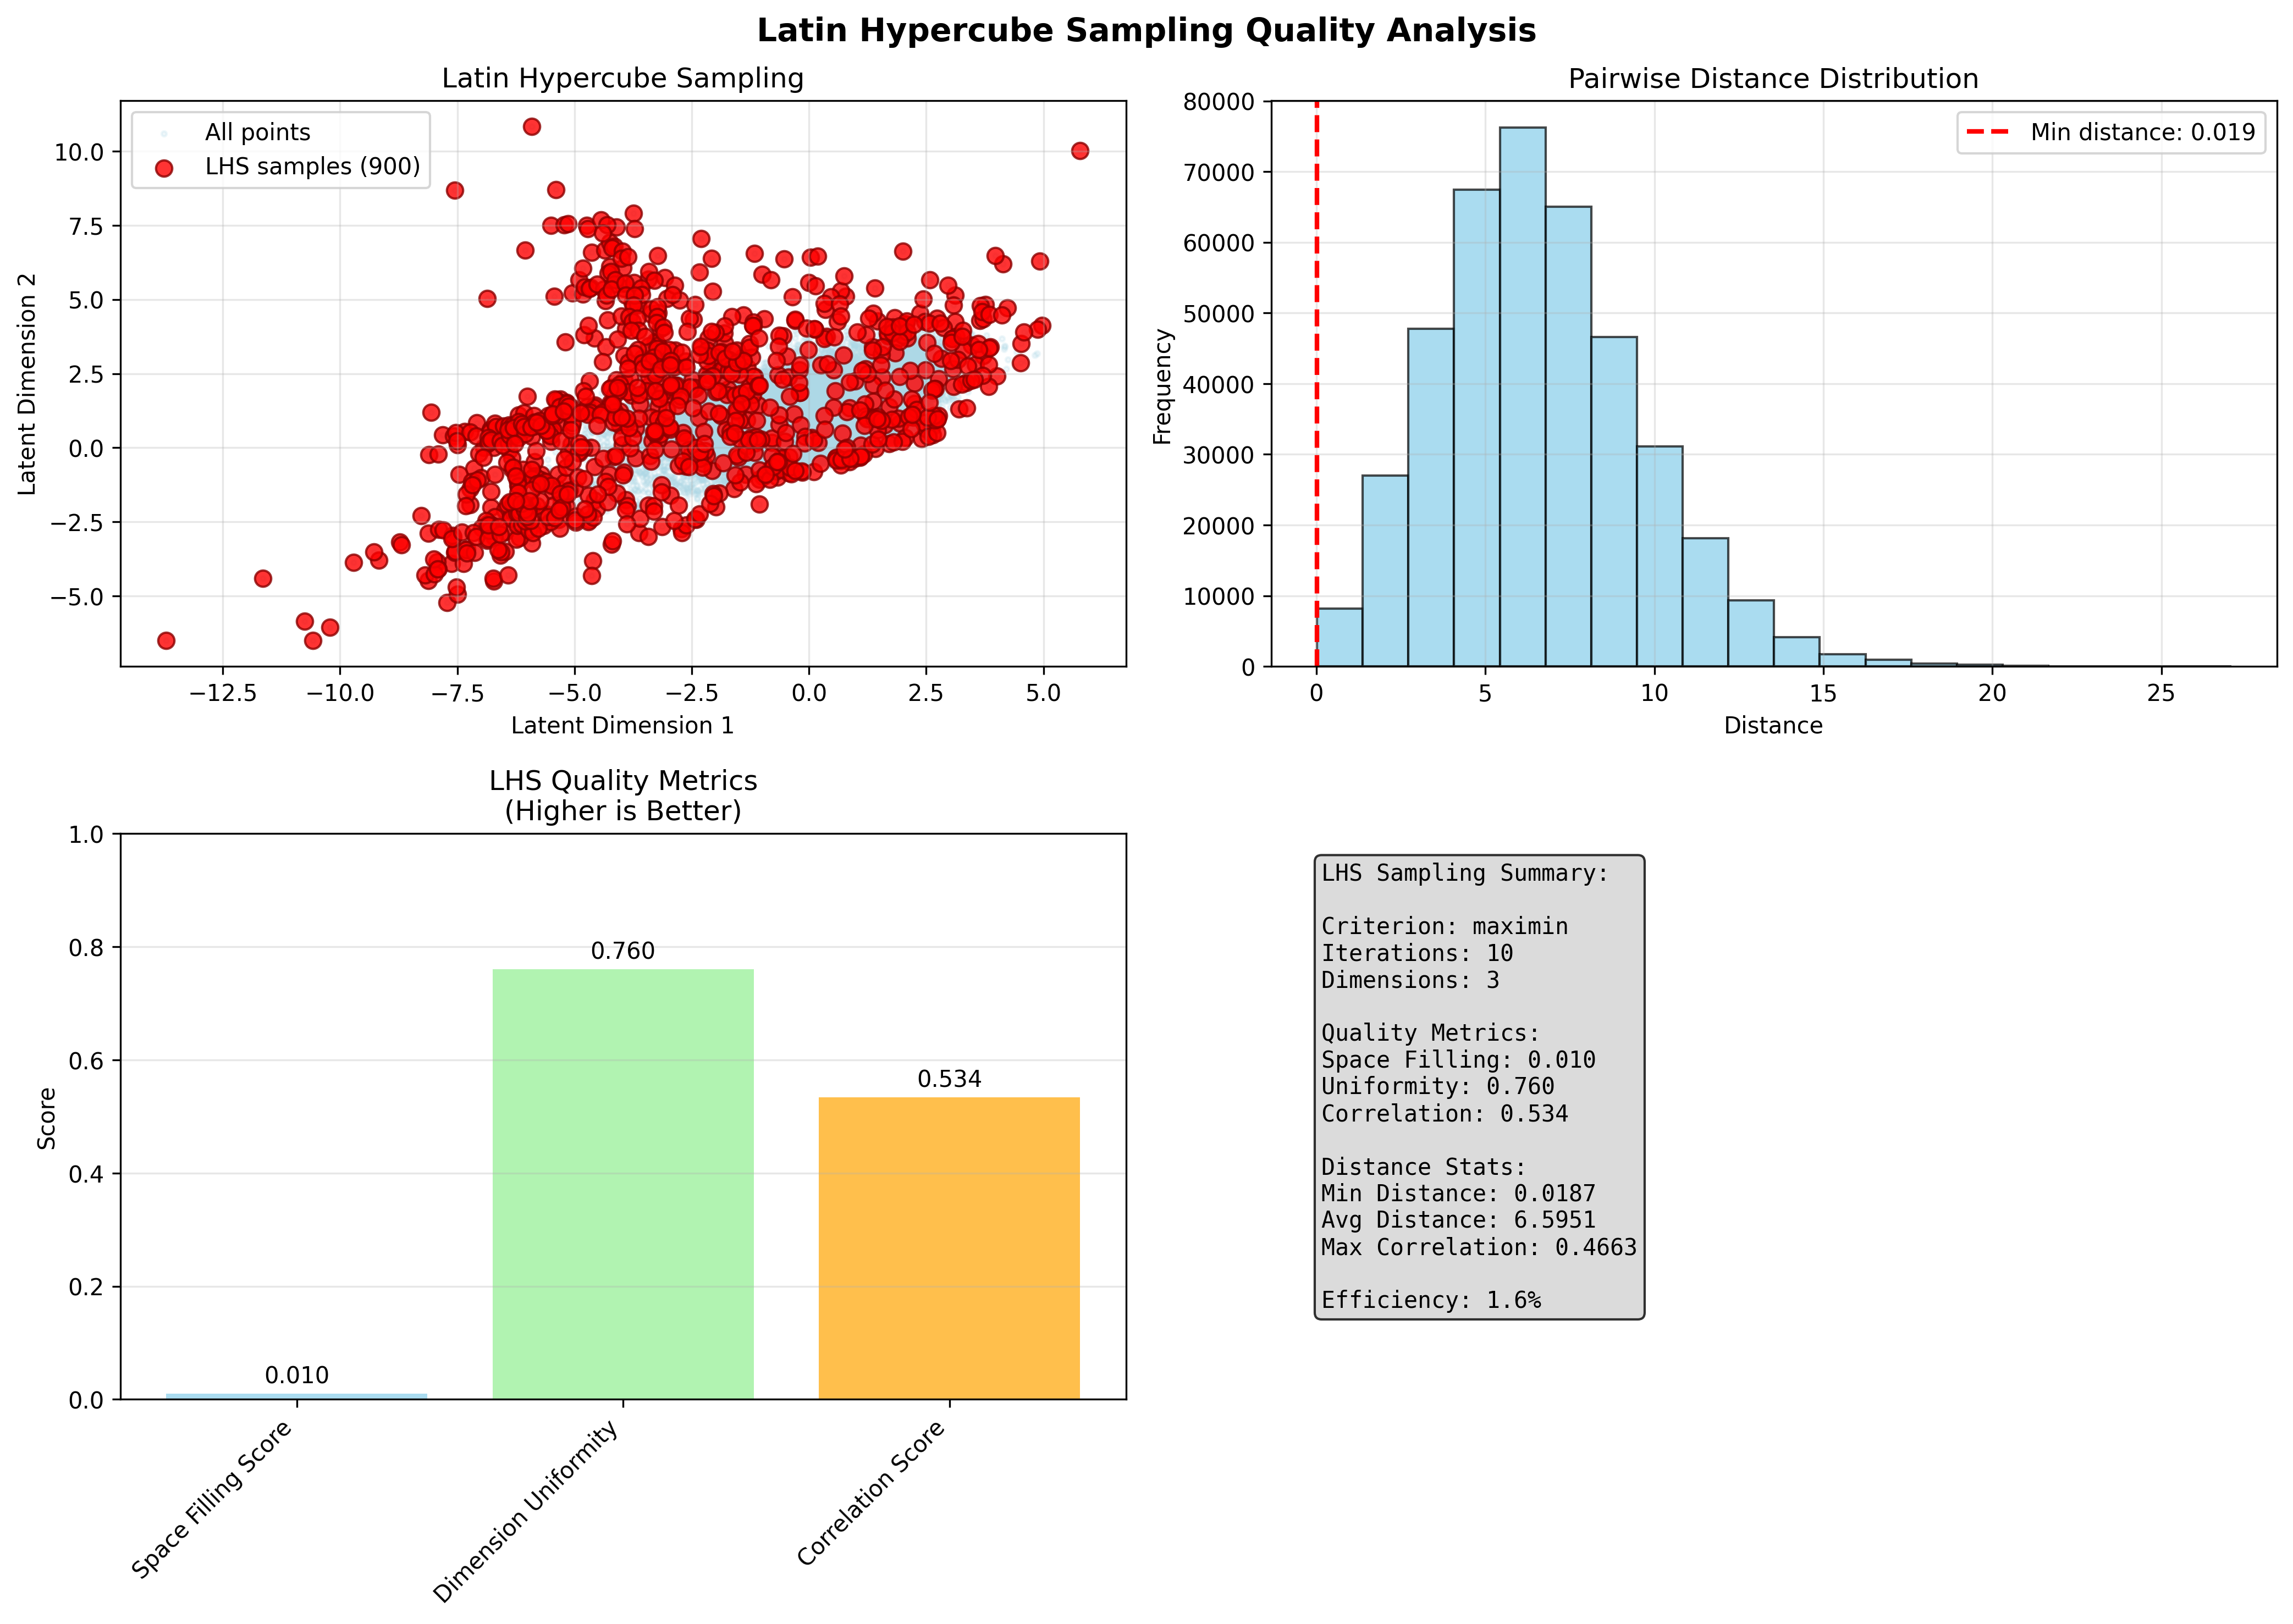 Latin Hypercube Sampling Quality Analysis
Latin Hypercube Sampling
All points
LHS samples (900)
10.0
7.5
5.0
2.5
0.0
−2.5
−5.0
Latent Dimension 2
−12.5 −10.0 −7.5 −5.0 −2.5 0.0 2.5 5.0
Latent Dimension 1
Pairwise Distance Distribution
Min distance: 0.019
80000
70000
60000
50000
40000
30000
20000
10000
0
Frequency
0 5 10 15 20 25
Distance
LHS Quality Metrics
(Higher is Better)
1.0
0.8
0.6
0.4
0.2
0.0
Score
0.010
0.760
0.534
Space Filling Score
Dimension Uniformity
Correlation Score
LHS Sampling Summary:
Criterion: maximin
Iterations: 10
Dimensions: 3
Quality Metrics:
Space Filling: 0.010
Uniformity: 0.760
Correlation: 0.534
Distance Stats:
Min Distance: 0.0187
Avg Distance: 6.5951
Max Correlation: 0.4663
Efficiency: 1.6%